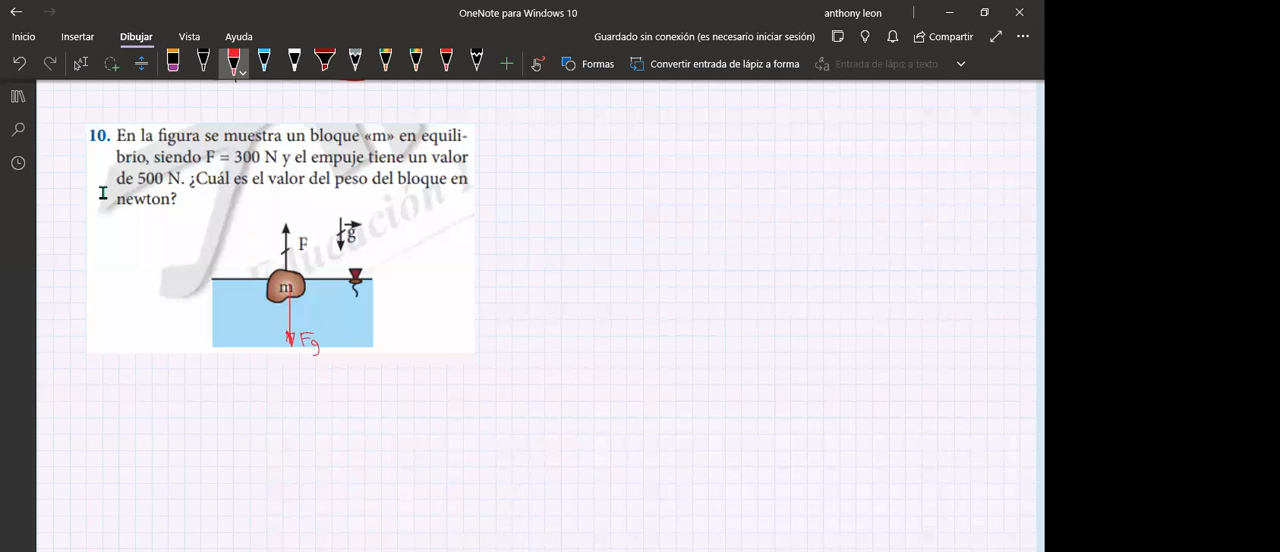 OneNote para Windows 10
anthony leon
Inicio
Insertar
Dibujar
Vista
Ayuda
Guardado sin conexión (es necesario iniciar sesión)
Compartir
Formas
Convertir entrada de lápiz a forma
Entrada de lápiz a texto
10. En la figura se muestra un bloque «m» en equili-
brio, siendo F = 300 N y el empuje tiene un valor
de 500 N. ¿Cuál es el valor del peso del bloque en
newton?
F
g
m
Fg
Educación